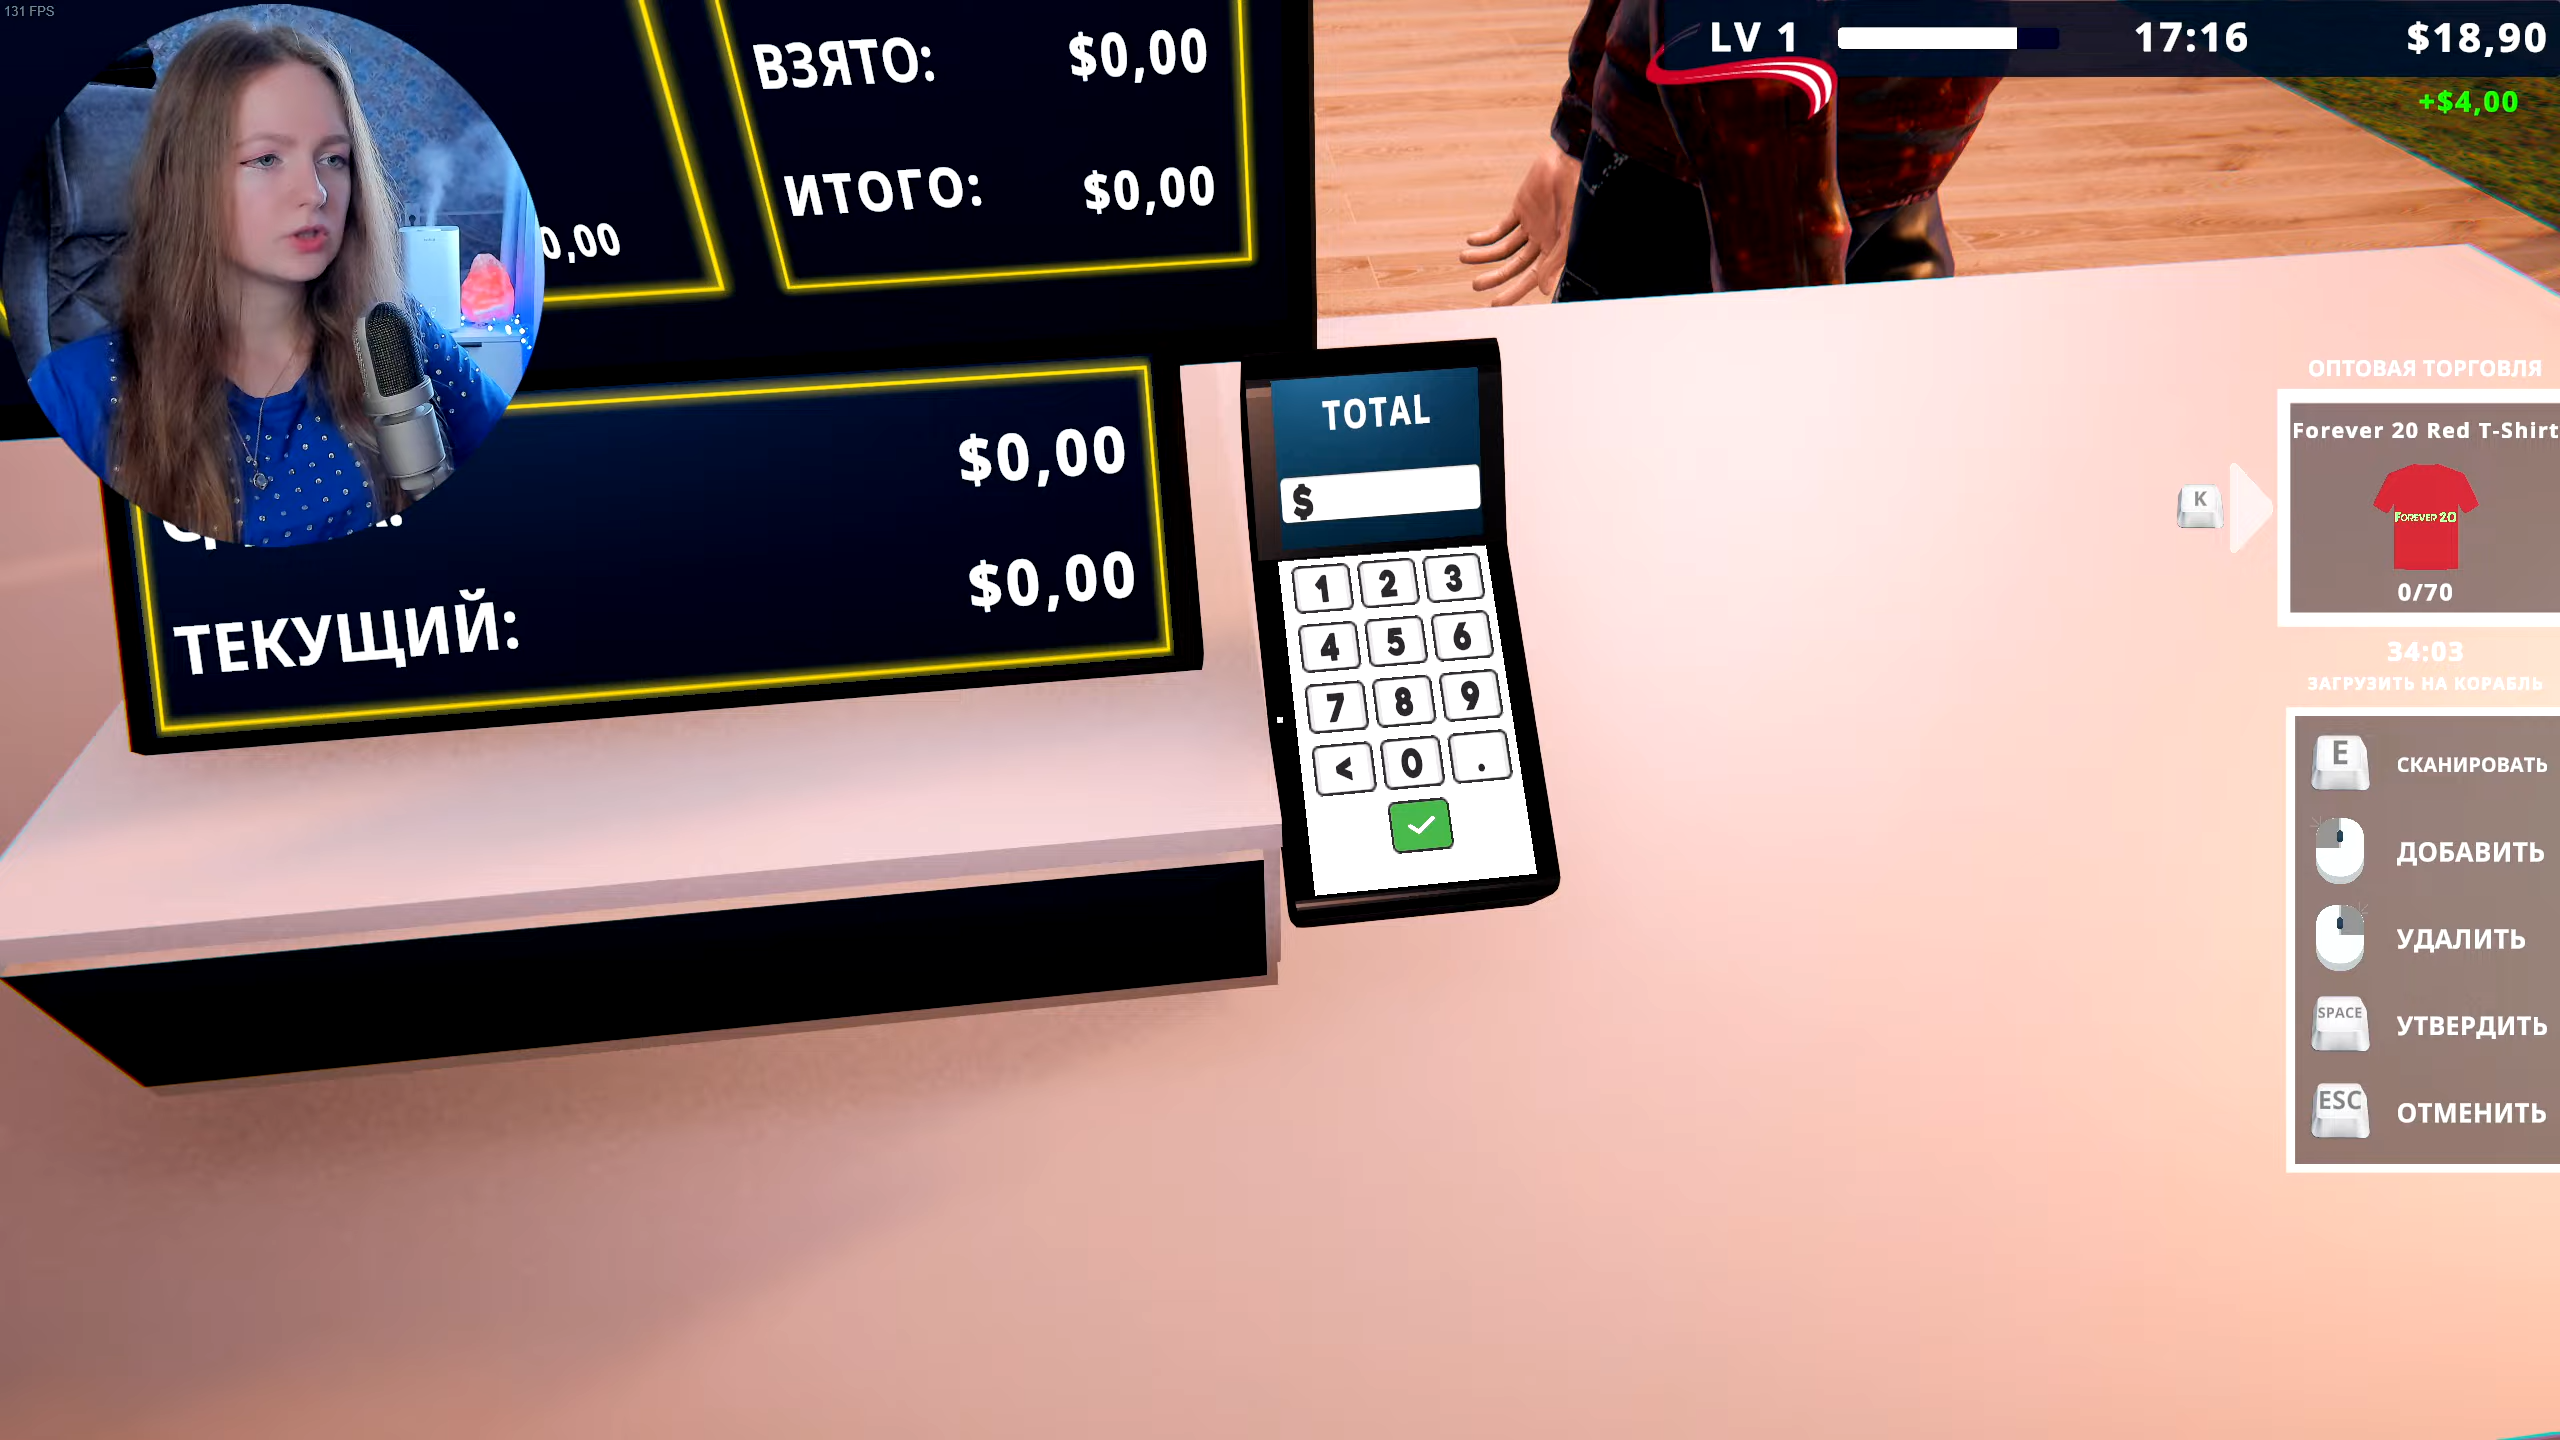 131 FPS
LV 1
17:16
$18,90
+$4,00
ВЗЯТО: $0,00
ИТОГО: $0,00
0,00
$0,00
ТЕКУЩИЙ: $0,00
TOTAL
$
1 2 3
4 5 6
7 8 9
< 0 .
ОПТОВАЯ ТОРГОВЛЯ
Forever 20 Red T-Shirt
FOREVER 20
0/70
K
34:03
ЗАГРУЗИТЬ НА КОРАБЛЬ
E СКАНИРОВАТЬ
ДОБАВИТЬ
УДАЛИТЬ
SPACE УТВЕРДИТЬ
ESC ОТМЕНИТЬ